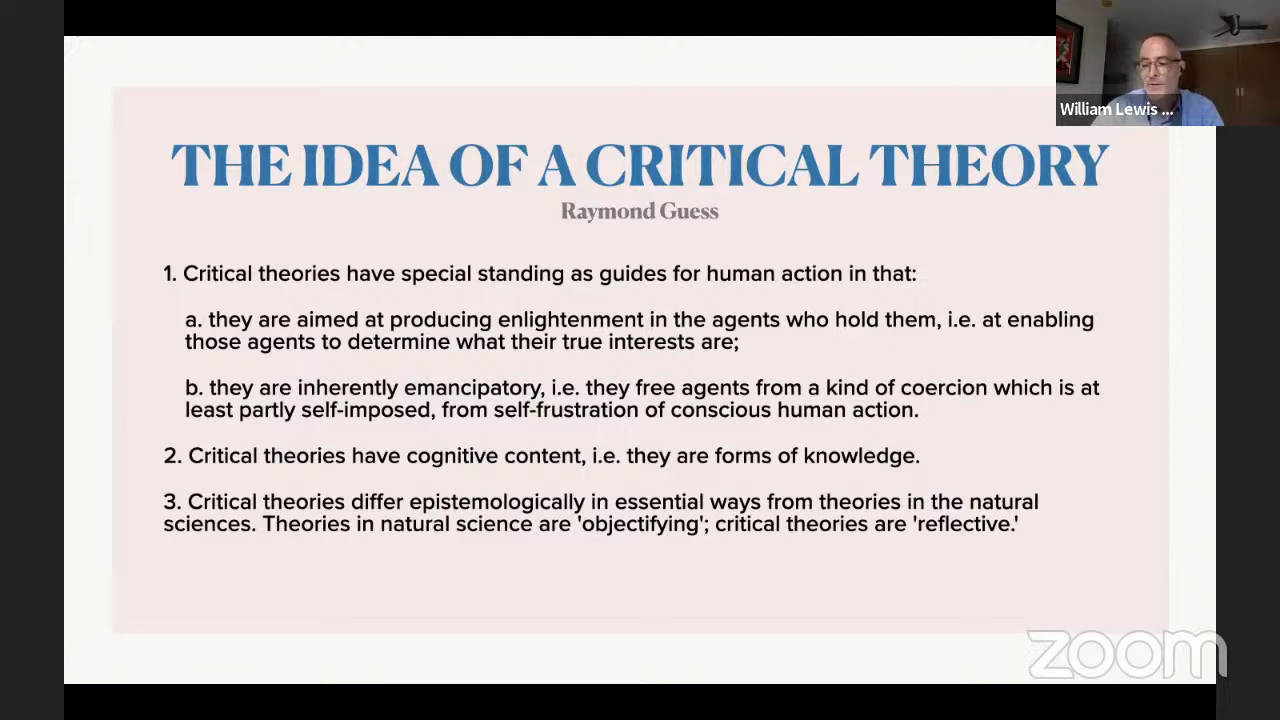 William Lewis ...
THE IDEA OF A CRITICAL THEORY
Raymond Guess
1. Critical theories have special standing as guides for human action in that:
a. they are aimed at producing enlightenment in the agents who hold them, i.e. at enabling
those agents to determine what their true interests are;
b. they are inherently emancipatory, i.e. they free agents from a kind of coercion which is at
least partly self-imposed, from self-frustration of conscious human action.
2. Critical theories have cognitive content, i.e. they are forms of knowledge.
3. Critical theories differ epistemologically in essential ways from theories in the natural
sciences. Theories in natural science are 'objectifying'; critical theories are 'reflective.'
zoom